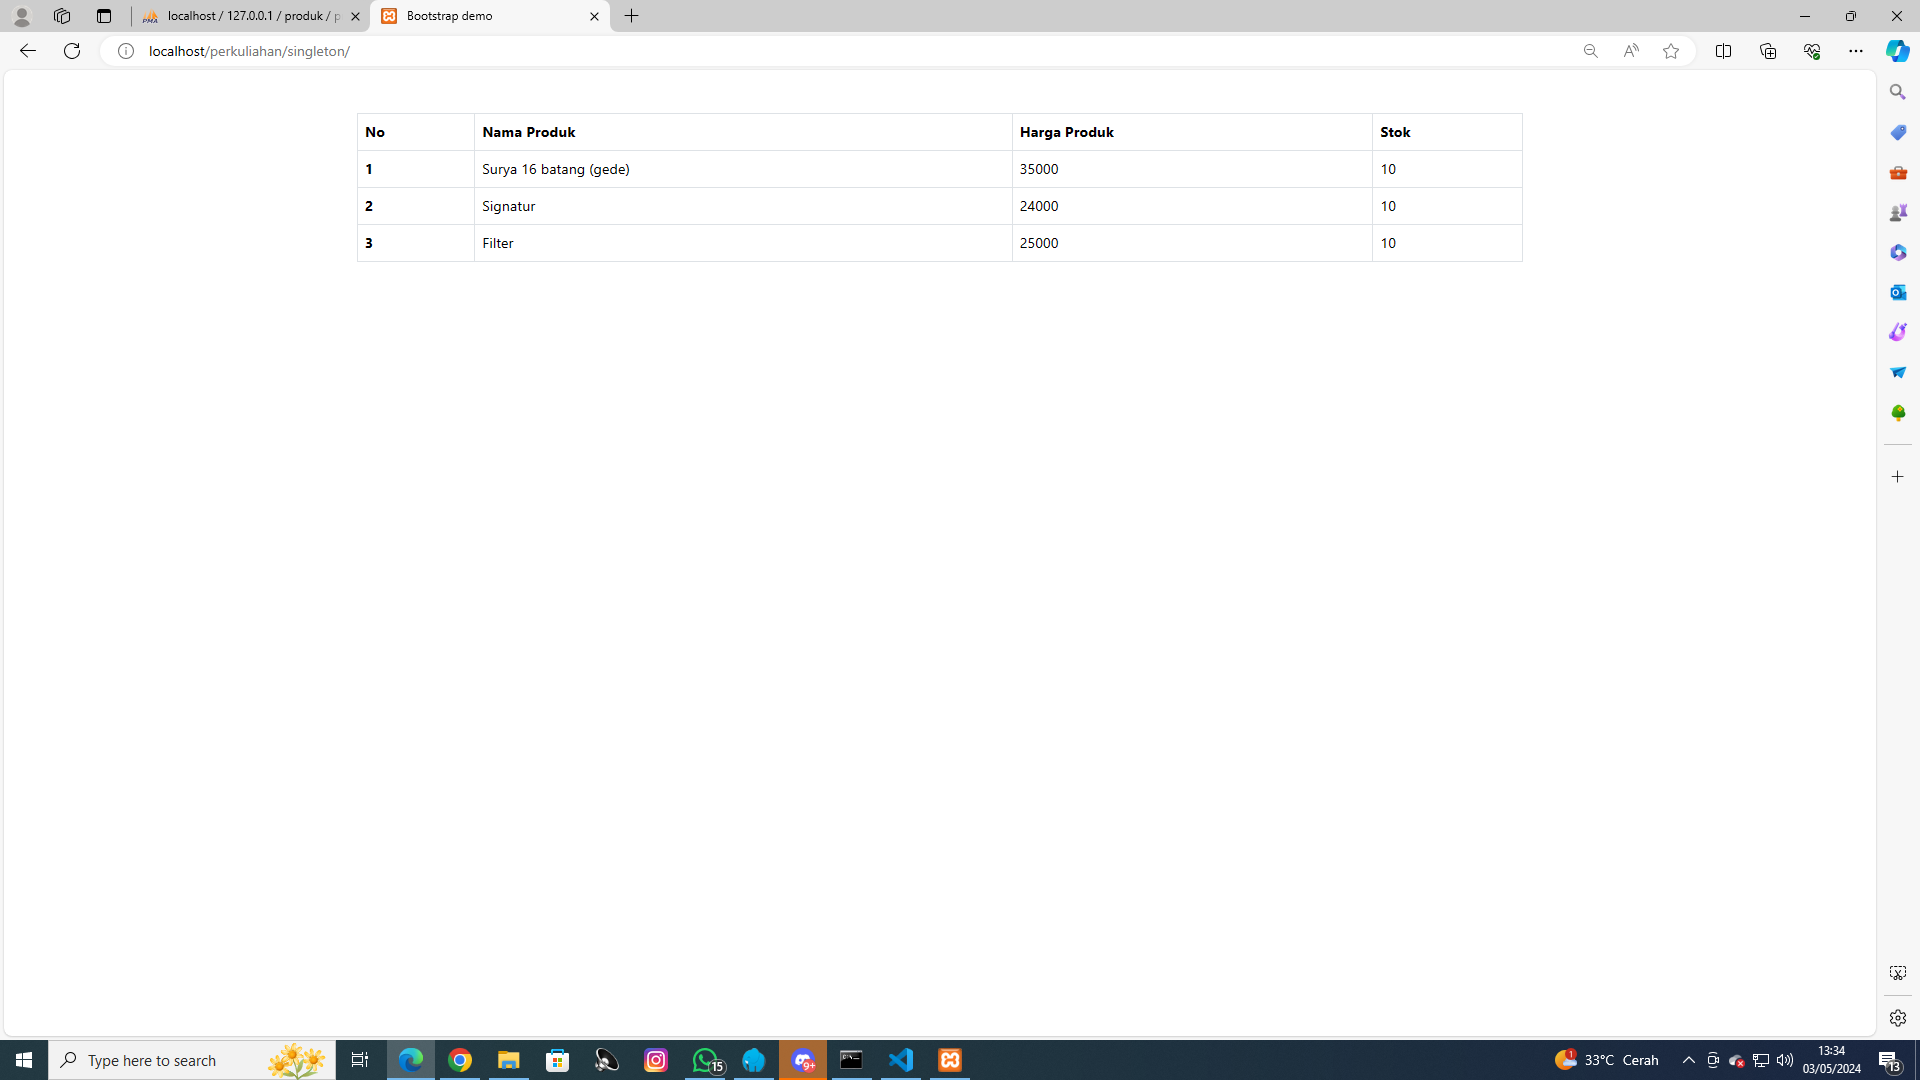 localhost / 127.0.0.1 / produk / p
Bootstrap demo
localhost/perkuliahan/singleton/
No Nama Produk Harga Produk Stok
1 Surya 16 batang (gede) 35000 10
2 Signatur 24000 10
3 Filter 25000 10
Type here to search
15
9+
1
33°C Cerah
13:34
03/05/2024
13